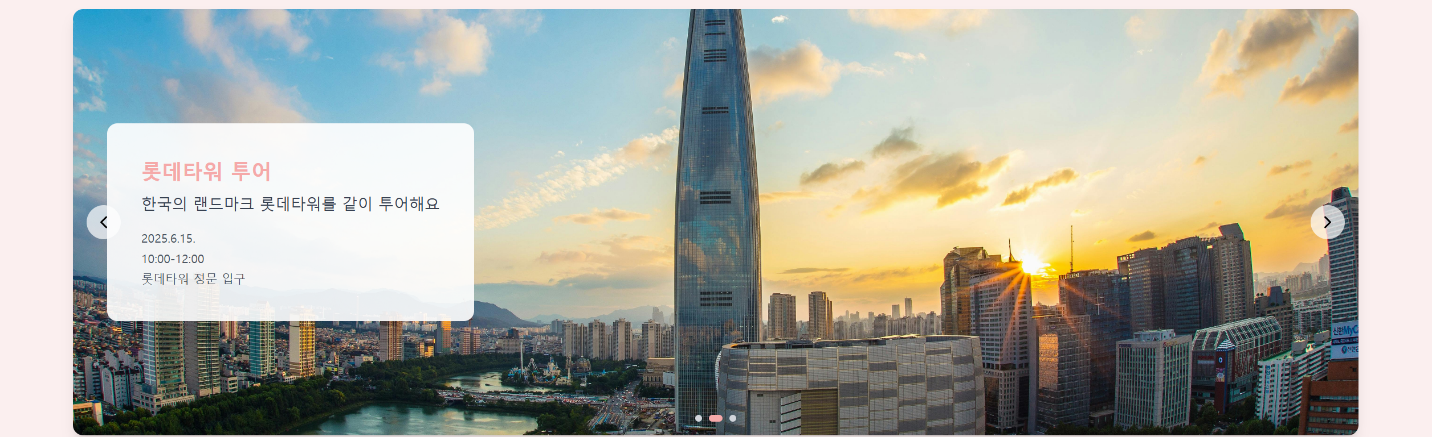 롯데타워 투어
한국의 랜드마크 롯데타워를 같이 투어해요
2025.6.15.
10:00-12:00
롯데타워 정문 입구